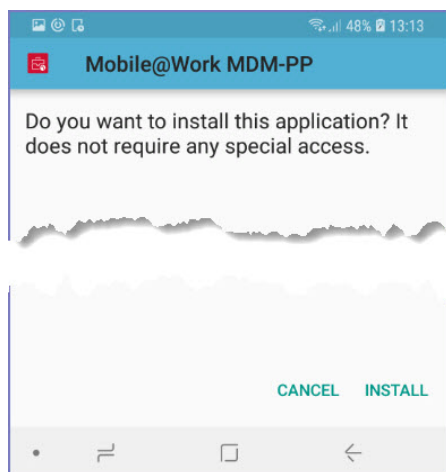 48% 13:13
Mobile@Work MDM-PP
Do you want to install this application? It
does not require any special access.
CANCEL INSTALL